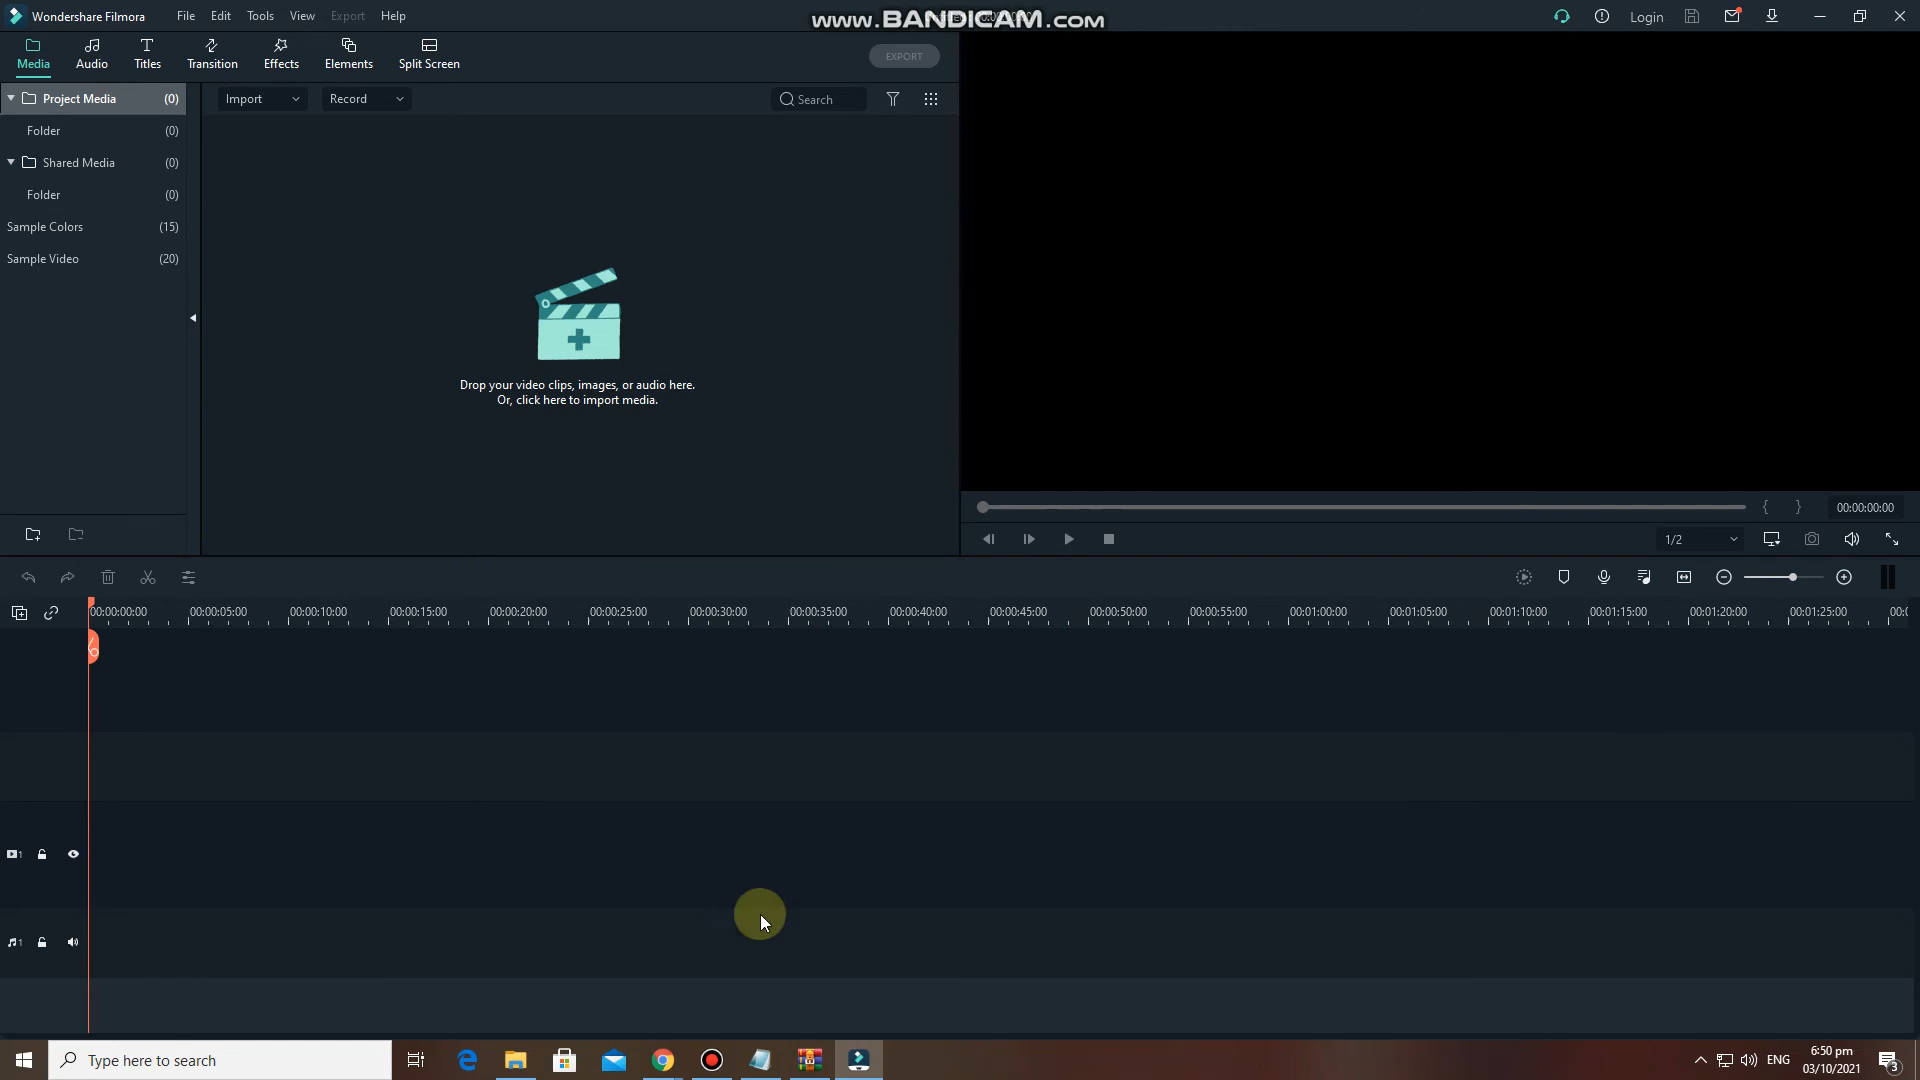 Wondershare Filmora
File Edit Tools View Export Help
www.BANDICAM.com
Login
Media Audio Titles Transition Effects Elements Split Screen
EXPORT
Project Media (0)
Import
Record
Search
Folder (0)
Shared Media (0)
Folder (0)
Sample Colors (15)
Sample Video (20)
Drop your video clips, images, or audio here.
Or, click here to import media.
{ } 00:00:00:00
1/2
00:00:00:00 00:00:05:00 00:00:10:00 00:00:15:00 00:00:20:00 00:00:25:00 00:00:30:00 00:00:35:00 00:00:40:00 00:00:45:00 00:00:50:00 00:00:55:00 00:01:00:00 00:01:05:00 00:01:10:00 00:01:15:00 00:01:20:00 00:01:25:00
1
1
Type here to search
ENG
6:50 pm
03/10/2021
3